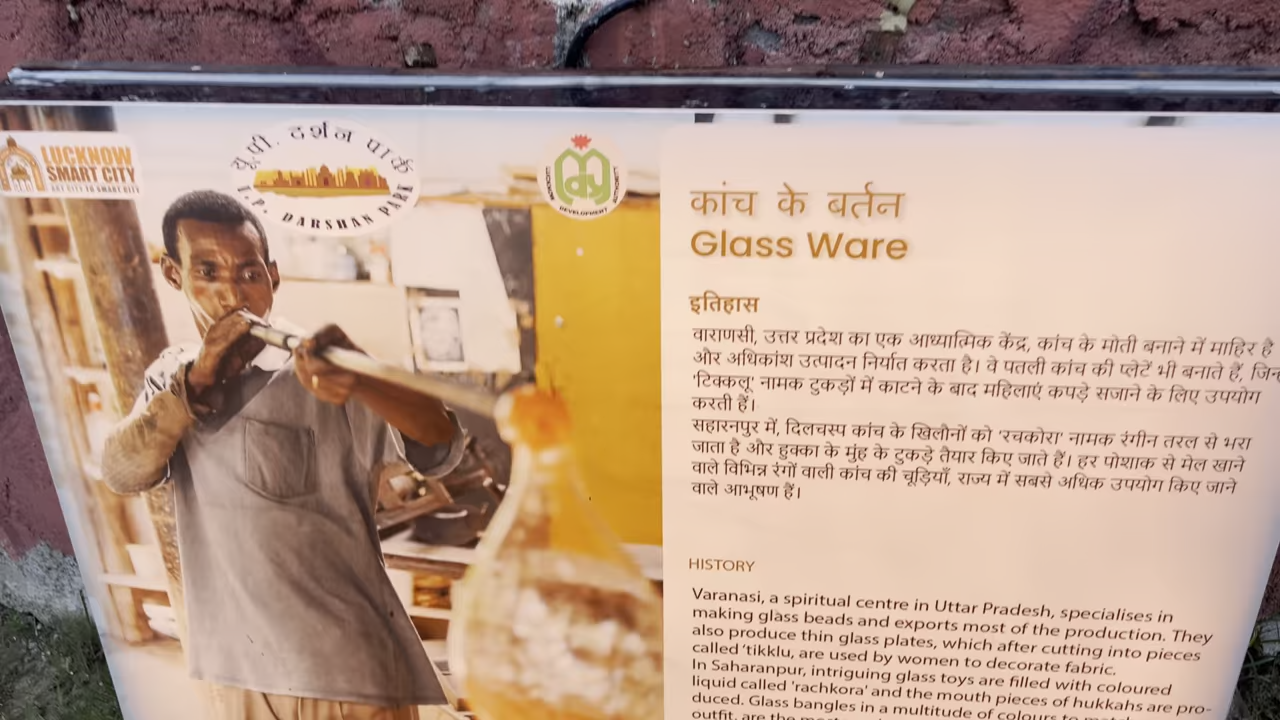 LUCKNOW
SMART CITY
यू.पी. दर्शन पार्क
U.P. DARSHAN PARK
LUCKNOW DEVELOPMENT AUTHORITY
कांच के बर्तन
Glass Ware
इतिहास
वाराणसी, उत्तर प्रदेश का एक आध्यात्मिक केंद्र, कांच के मोती बनाने में माहिर है
और अधिकांश उत्पादन निर्यात करता है। वे पतली कांच की प्लेटें भी बनाते हैं,
'टिक्कलू' नामक टुकड़ों में काटने के बाद महिलाएं कपड़े सजाने के लिए उपयोग
करती हैं।
सहारनपुर में, दिलचस्प कांच के खिलौनों को 'रचकोरा' नामक रंगीन तरल से भरा
जाता है और हुक्का के मुंह के टुकड़े तैयार किए जाते हैं। हर पोशाक से मेल खाने
वाले विभिन्न रंगों वाली कांच की चूड़ियाँ, राज्य में सबसे अधिक उपयोग किए जाने
वाले आभूषण हैं।
HISTORY
Varanasi, a spiritual centre in Uttar Pradesh, specialises in
making glass beads and exports most of the production. They
also produce thin glass plates, which after cutting into pieces
called 'tikklu, are used by women to decorate fabric.
In Saharanpur, intriguing glass toys are filled with coloured
liquid called 'rachkora' and the mouth pieces of hukkahs are pro-
duced. Glass bangles in a multitude of colours to
outfit, are the